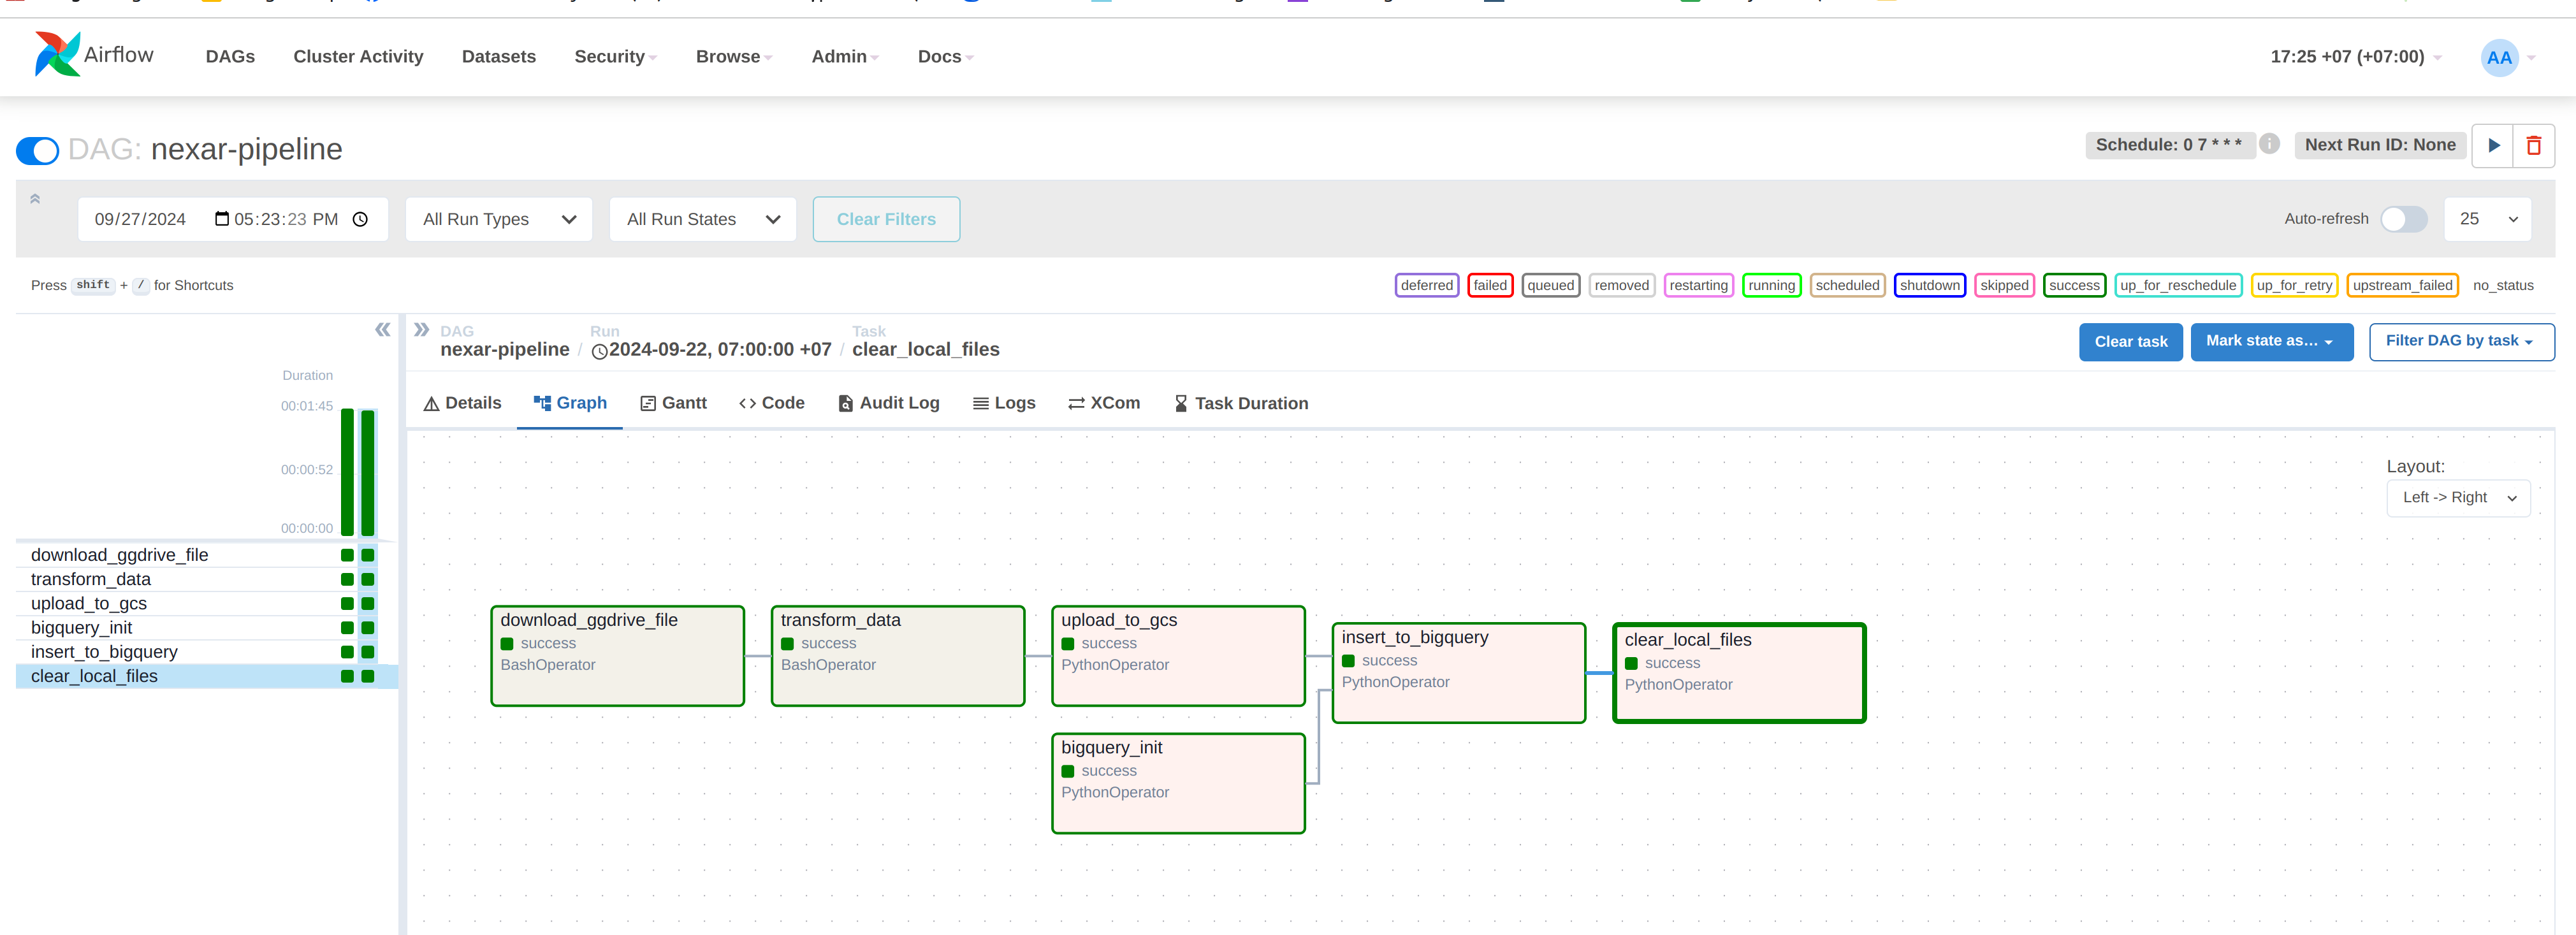 Airflow DAGs Cluster Activity Datasets Security Browse Admin Docs 17:25 +07 (+07:00) AA
DAG: nexar-pipeline Schedule: 0 7 * * * Next Run ID: None
09/27/2024 05:23:23 PM All Run Types All Run States Clear Filters Auto-refresh 25
Press shift + / for Shortcuts deferred failed queued removed restarting running scheduled shutdown skipped success up_for_reschedule up_for_retry upstream_failed no_status
DAG Run Task
nexar-pipeline / 2024-09-22, 07:00:00 +07 / clear_local_files Clear task Mark state as… Filter DAG by task
Details Graph Gantt Code Audit Log Logs XCom Task Duration
Duration
00:01:45
00:00:52
00:00:00
download_ggdrive_file
transform_data
upload_to_gcs
bigquery_init
insert_to_bigquery
clear_local_files
Layout:
Left -> Right
download_ggdrive_file
success
BashOperator
transform_data
success
BashOperator
upload_to_gcs
success
PythonOperator
bigquery_init
success
PythonOperator
insert_to_bigquery
success
PythonOperator
clear_local_files
success
PythonOperator